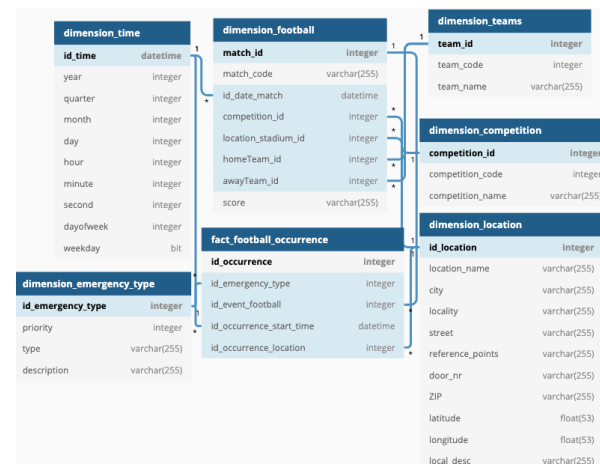 dimension_time
id_time datetime
year integer
quarter integer
month integer
day integer
hour integer
minute integer
second integer
dayofweek integer
weekday bit
dimension_football
match_id integer
match_code varchar(255)
id_date_match datetime
competition_id integer
location_stadium_id integer
homeTeam_id integer
awayTeam_id integer
score varchar(255)
dimension_teams
team_id integer
team_code integer
team_name varchar(255)
dimension_competition
competition_id integer
competition_code integer
competition_name varchar(255)
dimension_emergency_type
id_emergency_type integer
priority integer
type varchar(255)
description varchar(255)
fact_football_occurrence
id_occurrence integer
id_emergency_type integer
id_event_football integer
id_occurrence_start_time datetime
id_occurrence_location integer
dimension_location
id_location integer
location_name varchar(255)
city varchar(255)
locality varchar(255)
street varchar(255)
reference_points varchar(255)
door_nr varchar(255)
ZIP varchar(255)
latitude float(53)
longitude float(53)
local_desc varchar(255)